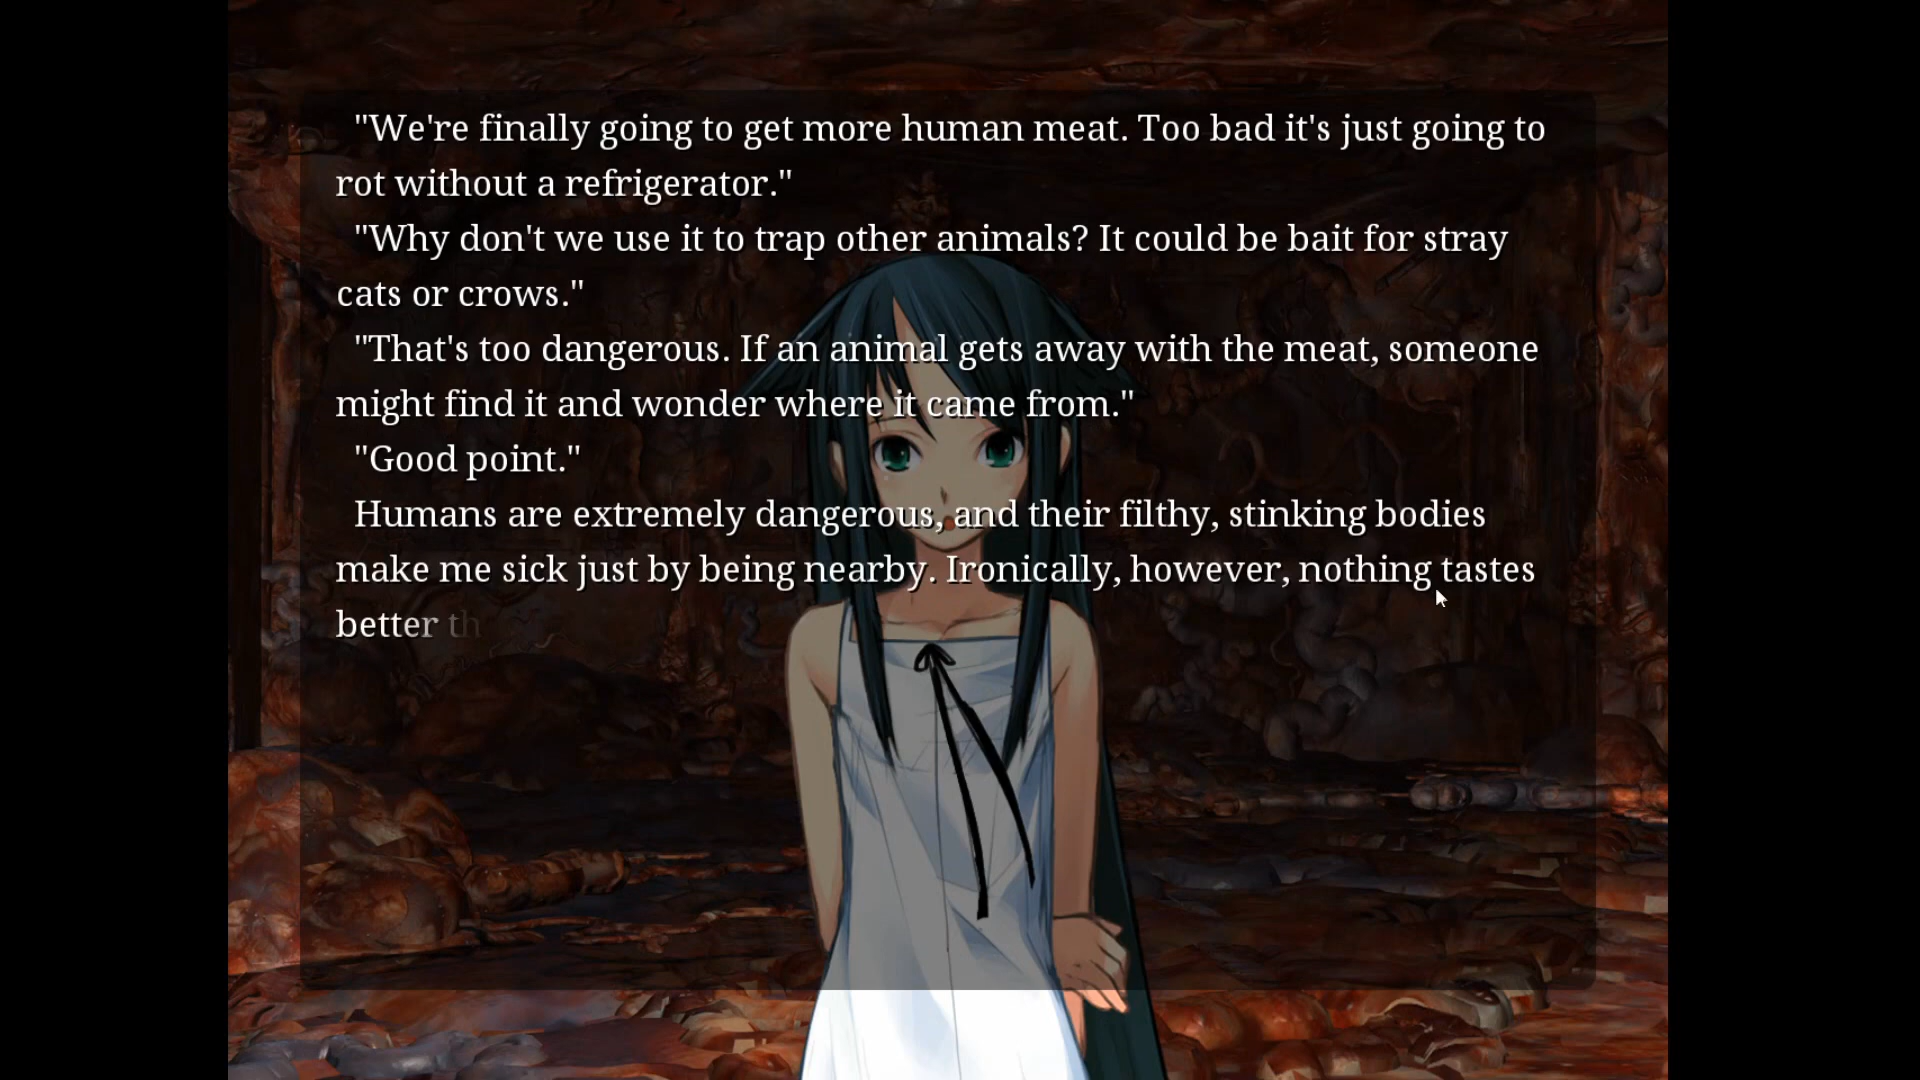 "We're finally going to get more human meat. Too bad it's just going to
rot without a refrigerator."
"Why don't we use it to trap other animals? It could be bait for stray
cats or crows."
"That's too dangerous. If an animal gets away with the meat, someone
might find it and wonder where it came from."
"Good point."
Humans are extremely dangerous, and their filthy, stinking bodies
make me sick just by being nearby. Ironically, however, nothing tastes
better th